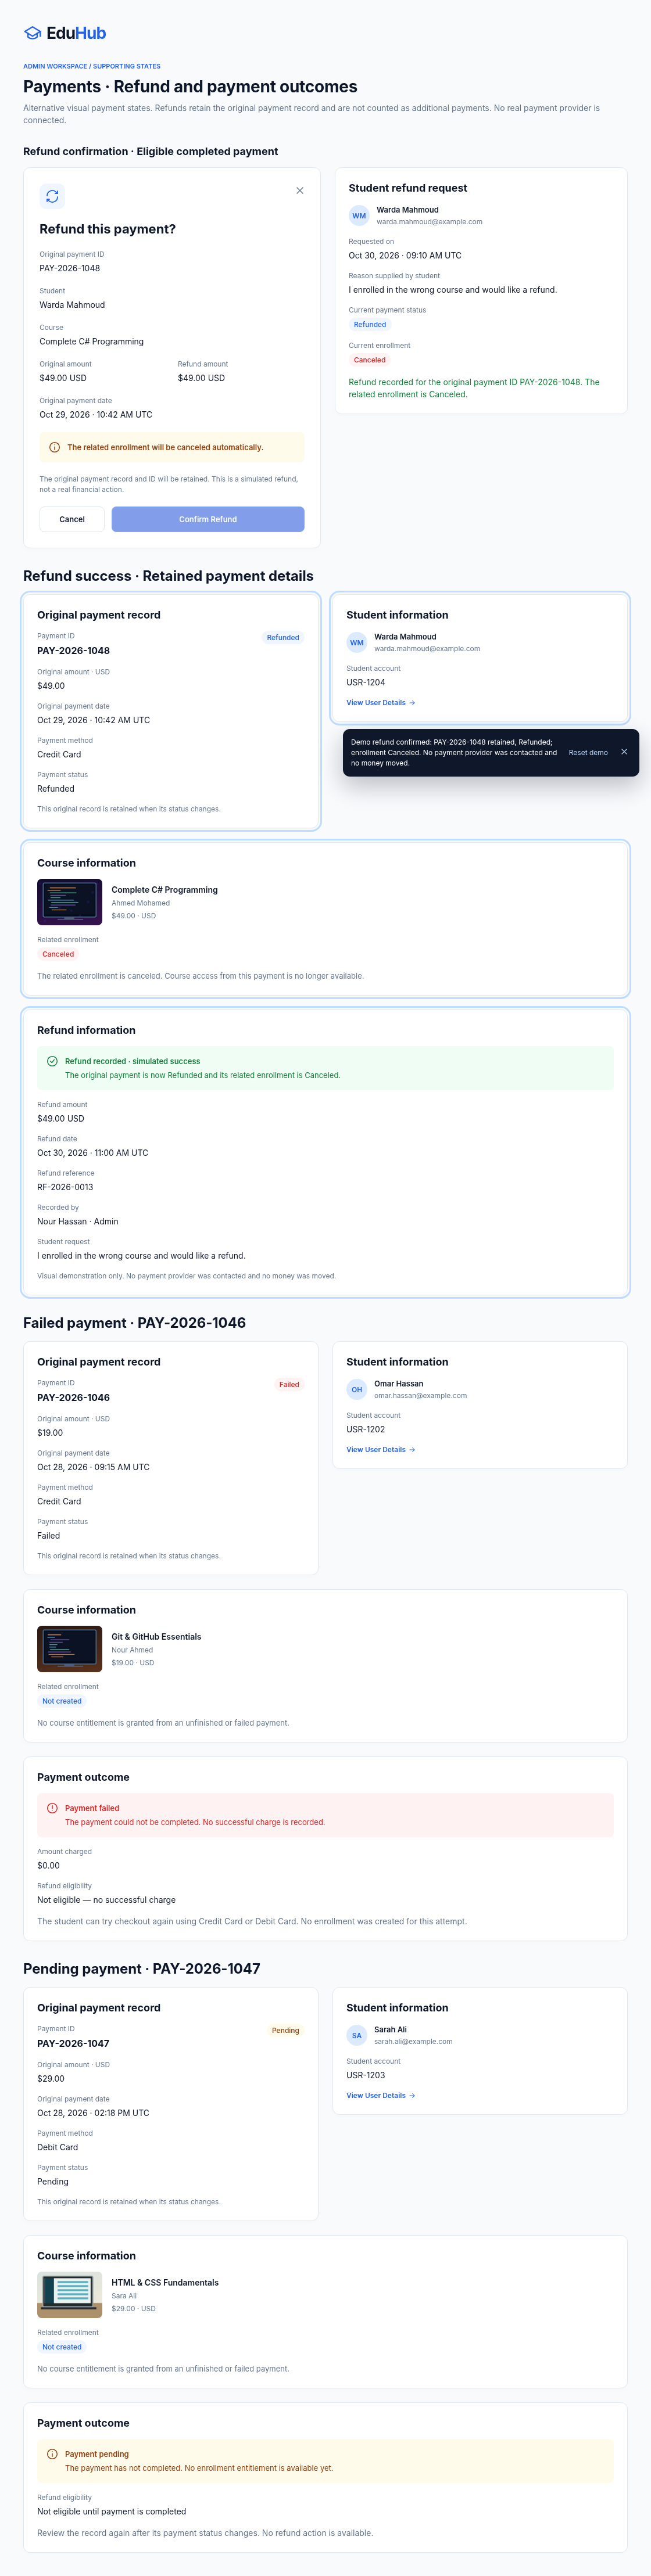 EduHub
ADMIN WORKSPACE / SUPPORTING STATES
Payments · Refund and payment outcomes
Alternative visual payment states. Refunds retain the original payment record and are not counted as additional payments. No real payment provider is
connected.
Refund confirmation · Eligible completed payment
Refund this payment?
Original payment ID
PAY-2026-1048
Student
Warda Mahmoud
Course
Complete C# Programming
Original amount
$49.00 USD
Refund amount
$49.00 USD
Original payment date
Oct 29, 2026 · 10:42 AM UTC
The related enrollment will be canceled automatically.
The original payment record and ID will be retained. This is a simulated refund,
not a real financial action.
Cancel
Confirm Refund
Student refund request
WM
Warda Mahmoud
warda.mahmoud@example.com
Requested on
Oct 30, 2026 · 09:10 AM UTC
Reason supplied by student
I enrolled in the wrong course and would like a refund.
Current payment status
Refunded
Current enrollment
Canceled
Refund recorded for the original payment ID PAY-2026-1048. The
related enrollment is Canceled.
Refund success · Retained payment details
Original payment record
Payment ID
Refunded
PAY-2026-1048
Original amount · USD
$49.00
Original payment date
Oct 29, 2026 · 10:42 AM UTC
Payment method
Credit Card
Payment status
Refunded
This original record is retained when its status changes.
Student information
WM
Warda Mahmoud
warda.mahmoud@example.com
Student account
USR-1204
View User Details →
Demo refund confirmed: PAY-2026-1048 retained, Refunded;
enrollment Canceled. No payment provider was contacted and
no money moved.
Reset demo
Course information
Complete C# Programming
Ahmed Mohamed
$49.00 · USD
Related enrollment
Canceled
The related enrollment is canceled. Course access from this payment is no longer available.
Refund information
Refund recorded · simulated success
The original payment is now Refunded and its related enrollment is Canceled.
Refund amount
$49.00 USD
Refund date
Oct 30, 2026 · 11:00 AM UTC
Refund reference
RF-2026-0013
Recorded by
Nour Hassan · Admin
Student request
I enrolled in the wrong course and would like a refund.
Visual demonstration only. No payment provider was contacted and no money was moved.
Failed payment · PAY-2026-1046
Original payment record
Payment ID
Failed
PAY-2026-1046
Original amount · USD
$19.00
Original payment date
Oct 28, 2026 · 09:15 AM UTC
Payment method
Credit Card
Payment status
Failed
This original record is retained when its status changes.
Student information
OH
Omar Hassan
omar.hassan@example.com
Student account
USR-1202
View User Details →
Course information
Git & GitHub Essentials
Nour Ahmed
$19.00 · USD
Related enrollment
Not created
No course entitlement is granted from an unfinished or failed payment.
Payment outcome
Payment failed
The payment could not be completed. No successful charge is recorded.
Amount charged
$0.00
Refund eligibility
Not eligible — no successful charge
The student can try checkout again using Credit Card or Debit Card. No enrollment was created for this attempt.
Pending payment · PAY-2026-1047
Original payment record
Payment ID
Pending
PAY-2026-1047
Original amount · USD
$29.00
Original payment date
Oct 28, 2026 · 02:18 PM UTC
Payment method
Debit Card
Payment status
Pending
This original record is retained when its status changes.
Student information
SA
Sarah Ali
sarah.ali@example.com
Student account
USR-1203
View User Details →
Course information
HTML & CSS Fundamentals
Sara Ali
$29.00 · USD
Related enrollment
Not created
No course entitlement is granted from an unfinished or failed payment.
Payment outcome
Payment pending
The payment has not completed. No enrollment entitlement is available yet.
Refund eligibility
Not eligible until payment is completed
Review the record again after its payment status changes. No refund action is available.